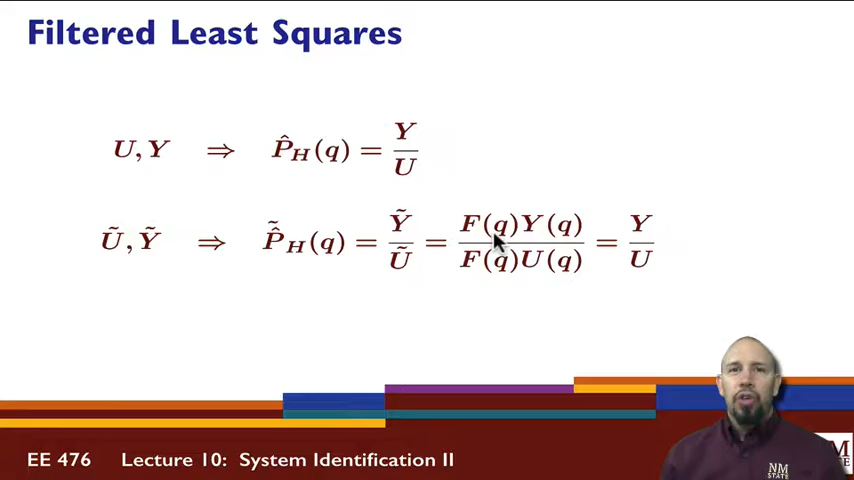 Filtered Least Squares
U, Y ⇒ P̂_H(q) = Y/U
Ũ, Ỹ ⇒ P̂̃_H(q) = Ỹ/Ũ = F(q)Y(q)/F(q)U(q) = Y/U
EE 476 Lecture 10: System Identification II
NM
STATE